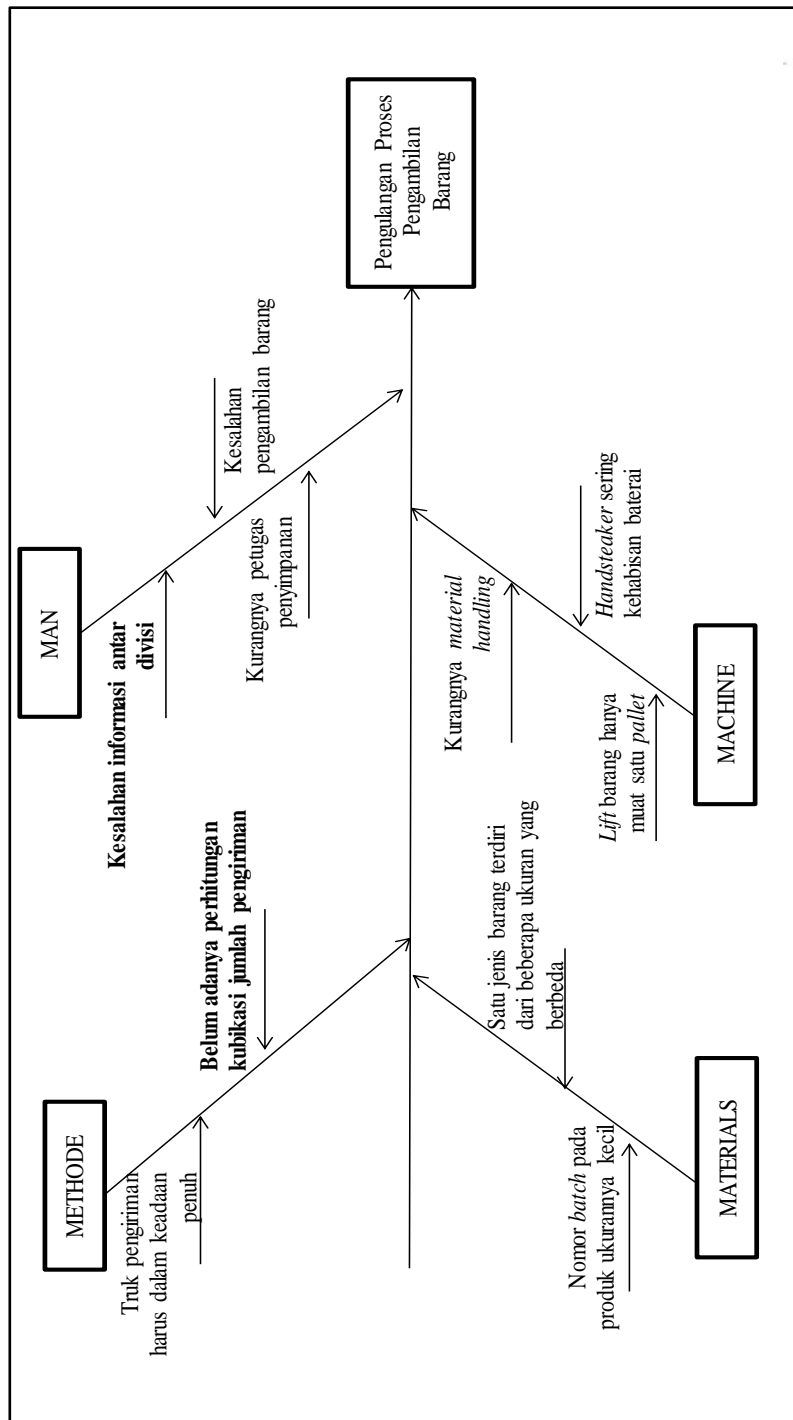 METHODE
MAN
Truk pengiriman
harus dalam keadaan
penuh
Belum adanya perhitungan
kubikasi jumlah pengiriman
Kesalahan informasi antar
divisi
Kesalahan
pengambilan barang
Kurangnya petugas
penyimpanan
Pengulangan Proses
Pengambilan
Barang
Satu jenis barang terdiri
dari beberapa ukuran yang
berbeda
Nomor batch pada
produk ukurannya kecil
Kurangnya material
handling
Handsteaker sering
kehabisan baterai
Lift barang hanya
muat satu pallet
MATERIALS
MACHINE